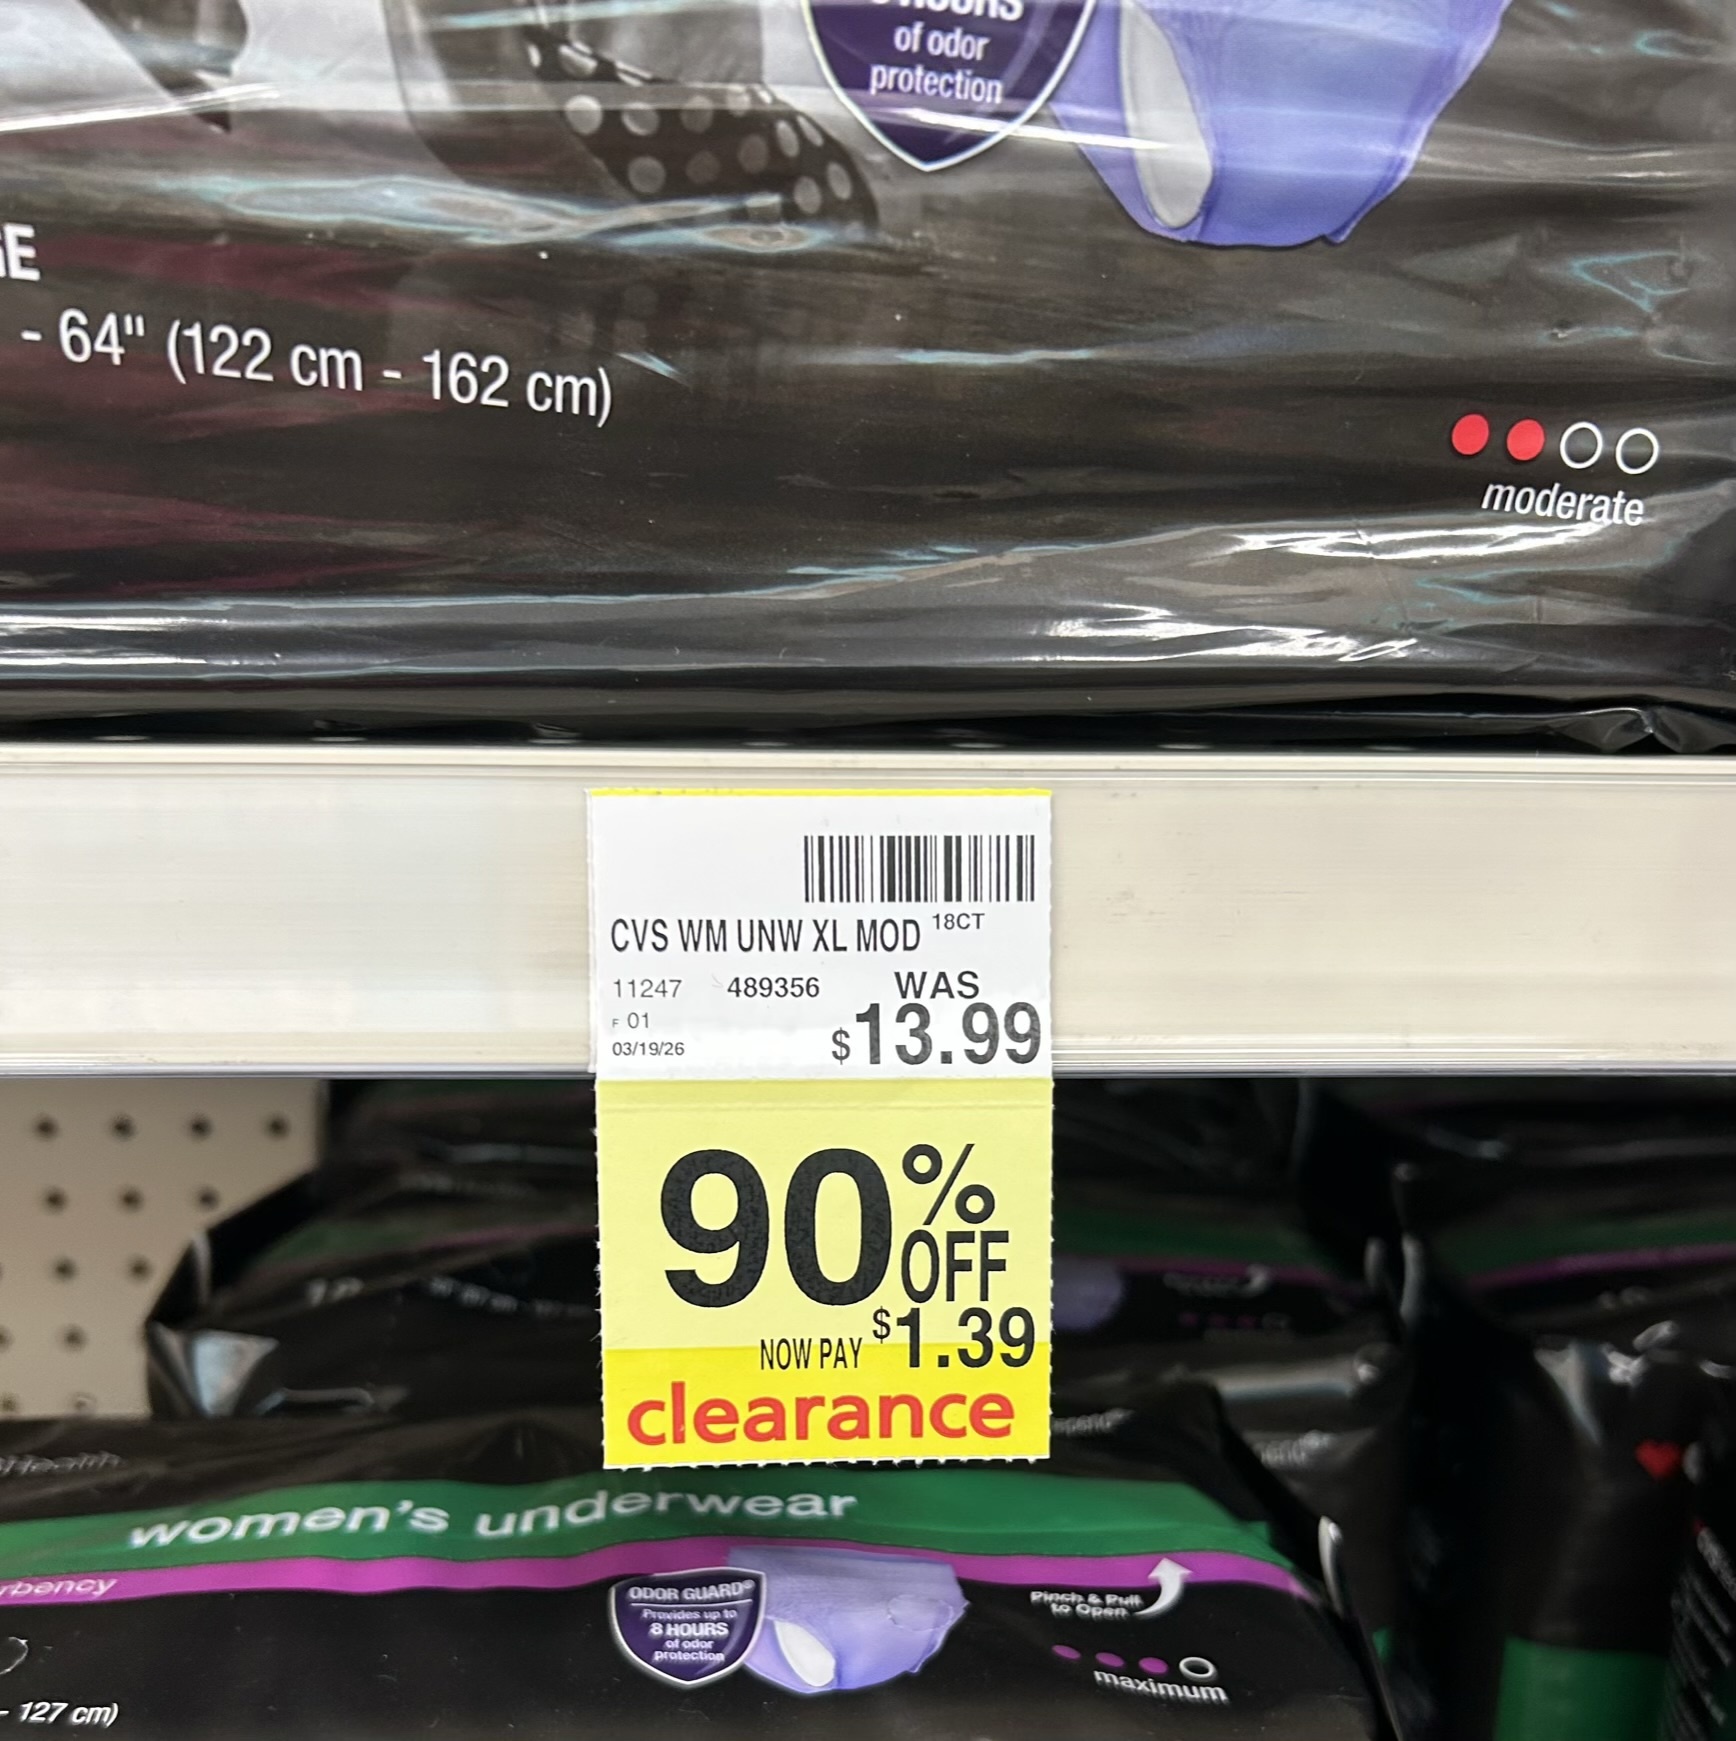 of odor
protection
- 64" (122 cm - 162 cm)
moderate
CVS WM UNW XL MOD 18CT
11247 489356 WAS
F 01
03/19/26 $13.99
90% OFF
NOW PAY $1.39
clearance
women's underwear
ODOR GUARD®
Provides up to
8 HOURS
of odor
protection
Pinch & Pull
to Open
maximum
- 127 cm)